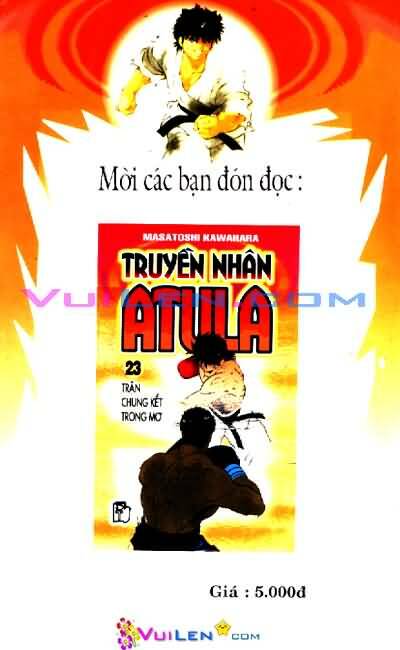 Mời các bạn đón đọc :
MASATOSHI KAWAHARA
TRUYỀN NHÂN
VUILEN.COM
ATULA
23
TRẬN
CHUNG KẾT
TRONG MƠ
Giá : 5.000đ
VUILEN.COM